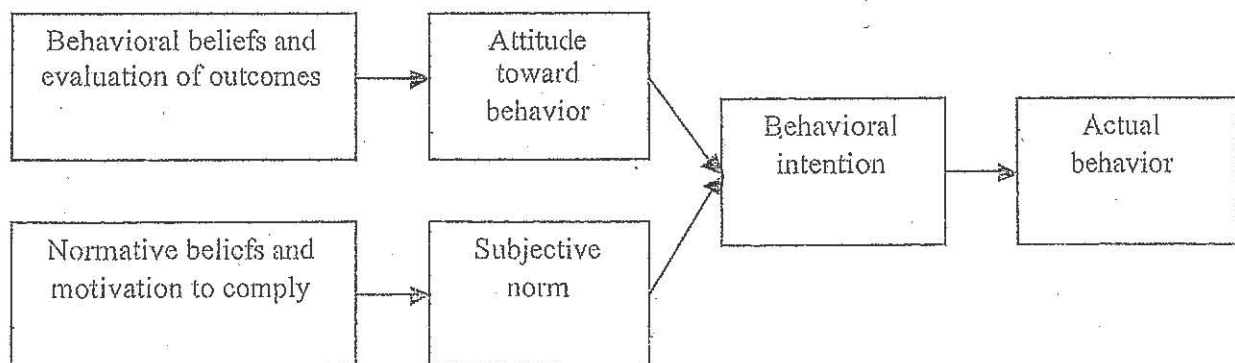 Behavioral beliefs and
evaluation of outcomes
Attitude
toward
behavior
Behavioral
intention
Actual
behavior
Normative beliefs and
motivation to comply
Subjective
norm